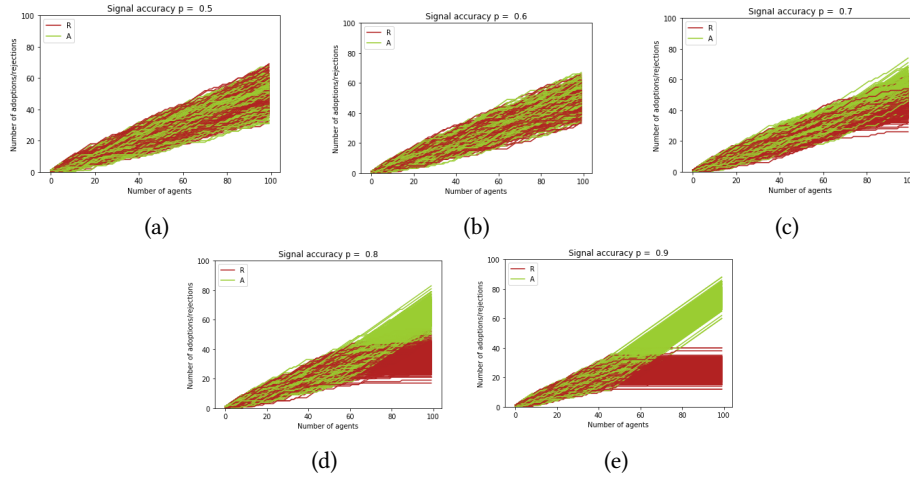 Signal accuracy p = 0.5
R
A
Number of adoptions/rejections
100
80
60
40
20
0
0 20 40 60 80 100
Number of agents
(a)
Signal accuracy p = 0.6
R
A
Number of adoptions/rejections
100
80
60
40
20
0
0 20 40 60 80 100
Number of agents
(b)
Signal accuracy p = 0.7
R
A
Number of adoptions/rejections
100
80
60
40
20
0
0 20 40 60 80 100
Number of agents
(c)
Signal accuracy p = 0.8
R
A
Number of adoptions/rejections
100
80
60
40
20
0
0 20 40 60 80 100
Number of agents
(d)
Signal accuracy p = 0.9
R
A
Number of adoptions/rejections
100
80
60
40
20
0
0 20 40 60 80 100
Number of agents
(e)